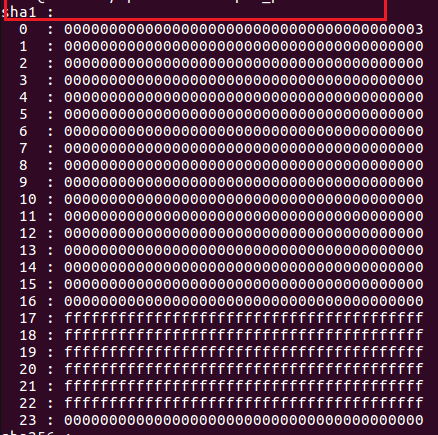 sha1 :
0 : 0000000000000000000000000000000000000003
1 : 0000000000000000000000000000000000000000
2 : 0000000000000000000000000000000000000000
3 : 0000000000000000000000000000000000000000
4 : 0000000000000000000000000000000000000000
5 : 0000000000000000000000000000000000000000
6 : 0000000000000000000000000000000000000000
7 : 0000000000000000000000000000000000000000
8 : 0000000000000000000000000000000000000000
9 : 0000000000000000000000000000000000000000
10 : 0000000000000000000000000000000000000000
11 : 0000000000000000000000000000000000000000
12 : 0000000000000000000000000000000000000000
13 : 0000000000000000000000000000000000000000
14 : 0000000000000000000000000000000000000000
15 : 0000000000000000000000000000000000000000
16 : 0000000000000000000000000000000000000000
17 : ffffffffffffffffffffffffffffffffffffffff
18 : ffffffffffffffffffffffffffffffffffffffff
19 : ffffffffffffffffffffffffffffffffffffffff
20 : ffffffffffffffffffffffffffffffffffffffff
21 : ffffffffffffffffffffffffffffffffffffffff
22 : ffffffffffffffffffffffffffffffffffffffff
23 : 0000000000000000000000000000000000000000
sha256 :